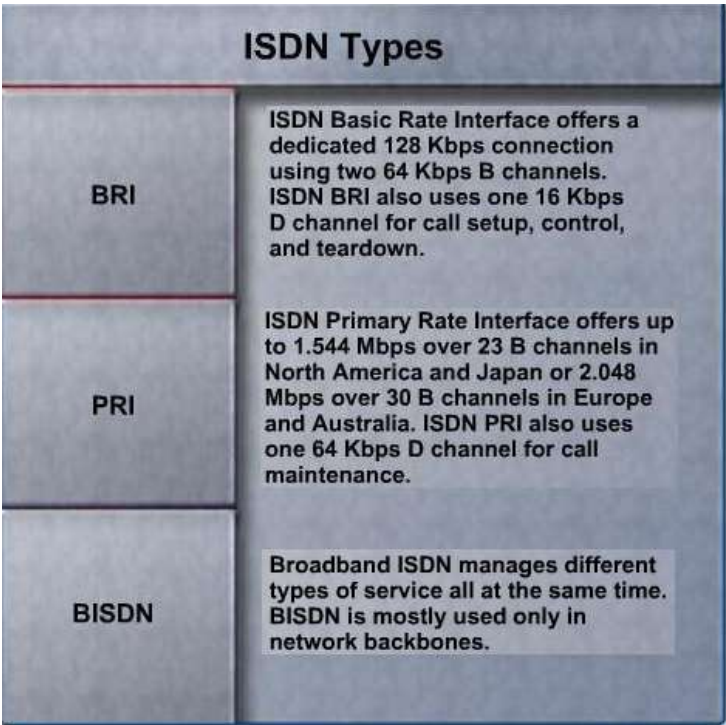 ISDN Types
BRI
ISDN Basic Rate Interface offers a
dedicated 128 Kbps connection
using two 64 Kbps B channels.
ISDN BRI also uses one 16 Kbps
D channel for call setup, control,
and teardown.
PRI
ISDN Primary Rate Interface offers up
to 1.544 Mbps over 23 B channels in
North America and Japan or 2.048
Mbps over 30 B channels in Europe
and Australia. ISDN PRI also uses
one 64 Kbps D channel for call
maintenance.
BISDN
Broadband ISDN manages different
types of service all at the same time.
BISDN is mostly used only in
network backbones.